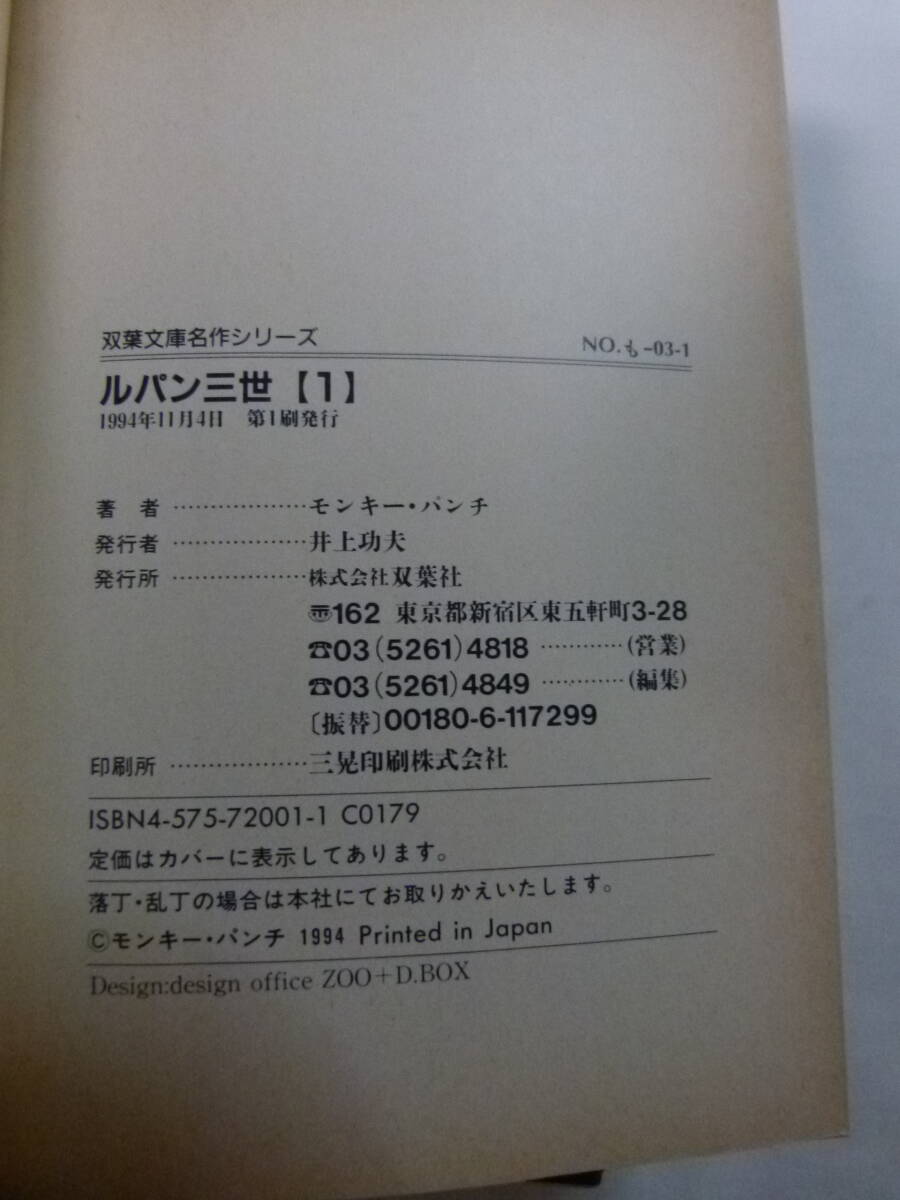 双葉文庫名作シリーズ NO.も-03-1
ルパン三世【1】
1994年11月4日 第1刷発行
著者………………モンキー・パンチ
発行者………………井上功夫
発行所………………株式会社双葉社
〠162 東京都新宿区東五軒町3-28
☎03(5261)4818…………(営業)
☎03(5261)4849…………(編集)
〔振替〕00180-6-117299
印刷所………………三晃印刷株式会社
ISBN4-575-72001-1 C0179
定価はカバーに表示してあります。
落丁・乱丁の場合は本社にてお取りかえいたします。
©モンキー・パンチ 1994 Printed in Japan
Design:design office ZOO+D.BOX